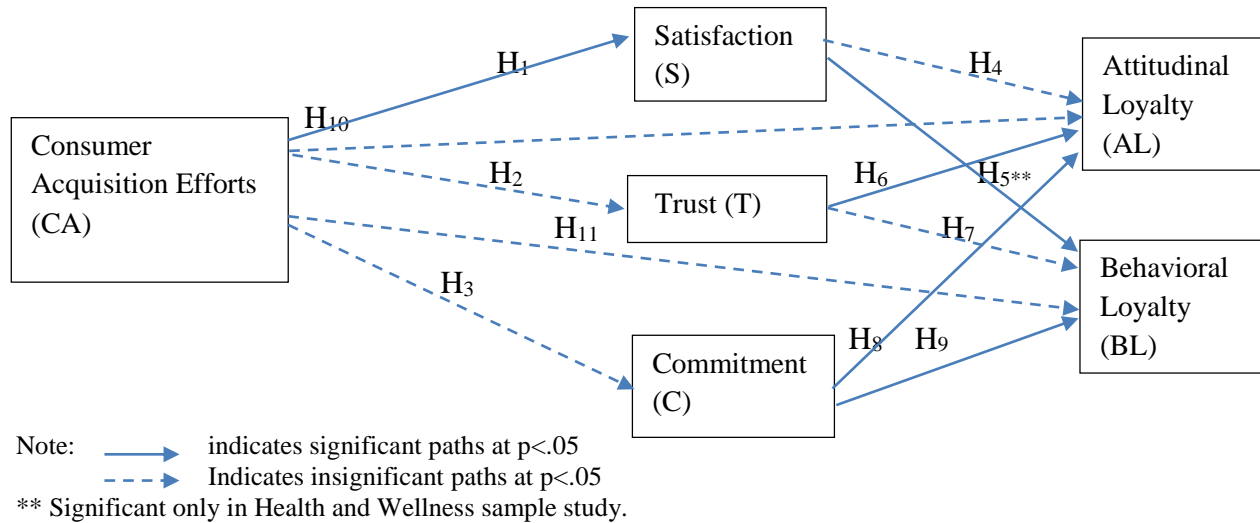 Satisfaction
(S)
H₁
H₄
Attitudinal
Loyalty
(AL)
H₁₀
Consumer
Acquisition Efforts
(CA)
H₂
H₆
H₅**
Trust (T)
H₁₁
H₇
H₃
Behavioral
Loyalty
(BL)
H₈
H₉
Commitment
(C)
Note:
indicates significant paths at p<.05
Indicates insignificant paths at p<.05
** Significant only in Health and Wellness sample study.